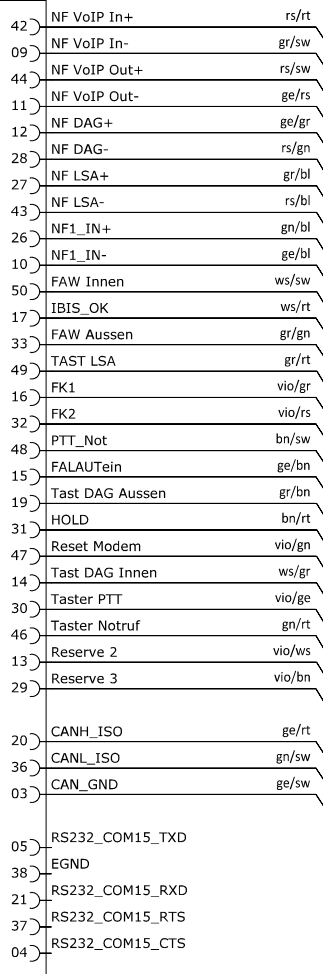 42 NF VoIP In+ rs/rt
09 NF VoIP In- gr/sw
44 NF VoIP Out+ rs/sw
11 NF VoIP Out- ge/rs
12 NF DAG+ ge/gr
28 NF DAG- rs/gn
27 NF LSA+ gr/bl
43 NF LSA- rs/bl
26 NF1_IN+ gn/bl
10 NF1_IN- ge/bl
50 FAW Innen ws/sw
17 IBIS_OK ws/rt
33 FAW Aussen gr/gn
49 TAST LSA gr/rt
16 FK1 vio/gr
32 FK2 vio/rs
48 PTT_Not bn/sw
15 FALAUTein ge/bn
19 Tast DAG Aussen gr/bn
31 HOLD bn/rt
47 Reset Modem vio/gn
14 Tast DAG Innen ws/gr
30 Taster PTT vio/ge
46 Taster Notruf gn/rt
13 Reserve 2 vio/ws
29 Reserve 3 vio/bn
20 CANH_ISO ge/rt
36 CANL_ISO gn/sw
03 CAN_GND ge/sw
05 RS232_COM15_TXD
38 EGND
21 RS232_COM15_RXD
37 RS232_COM15_RTS
04 RS232_COM15_CTS